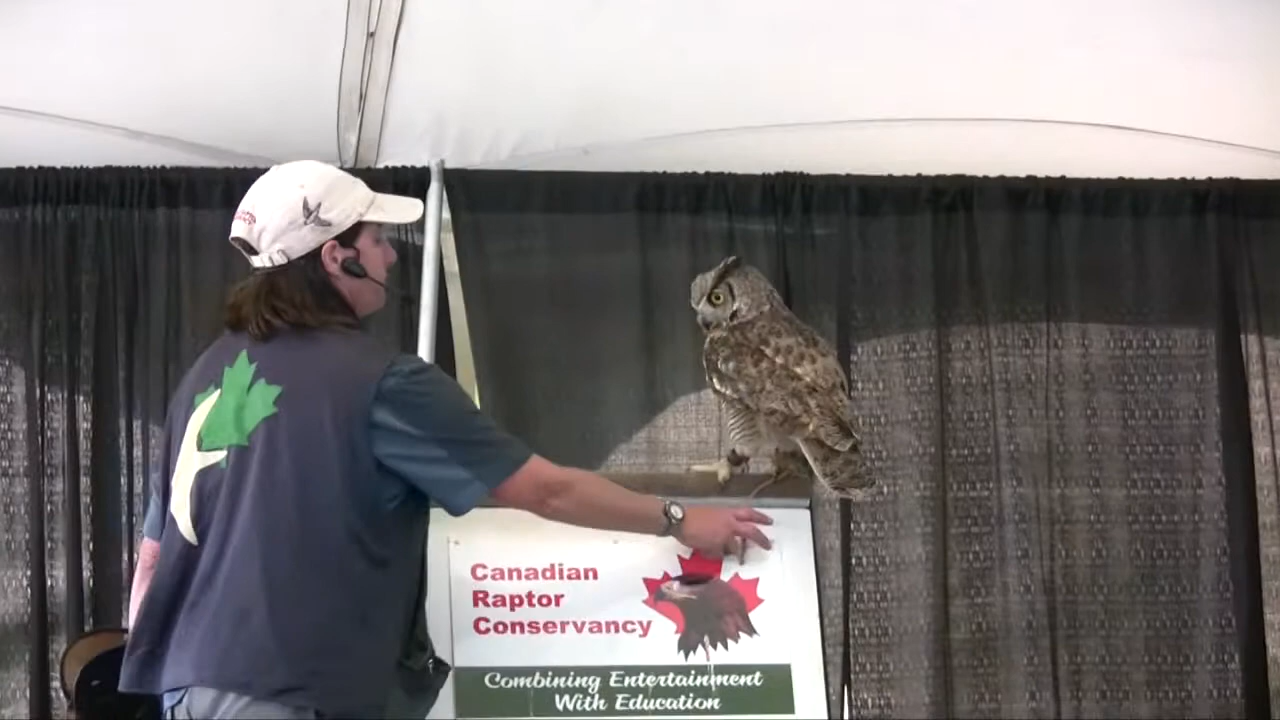 Canadian
Raptor
Conservancy
Combining Entertainment
With Education